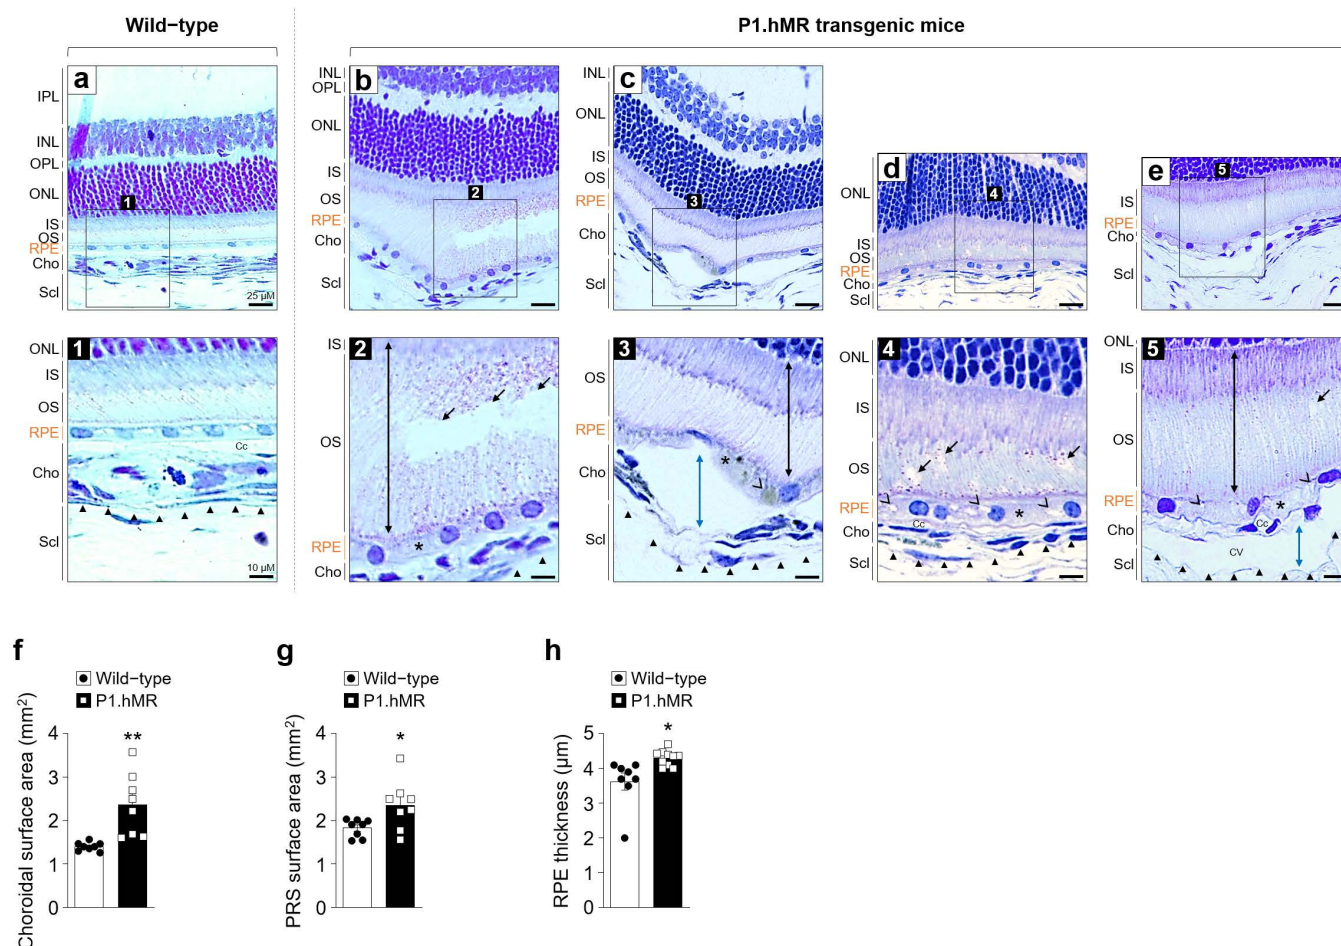 Wild−type
P1.hMR transgenic mice
a
IPL
INL
OPL
ONL
IS
OS
RPE
Cho
Scl
1
25 µM
b
INL
OPL
ONL
IS
OS
RPE
Cho
Scl
2
c
INL
ONL
IS
OS
RPE
Cho
Scl
3
d
ONL
IS
OS
RPE
Cho
Scl
4
e
IS
RPE
Cho
Scl
5
1
ONL
IS
OS
RPE
Cho
Scl
Cc
10 µM
2
IS
OS
RPE
Cho
*
3
OS
RPE
Cho
Scl
*
4
ONL
IS
OS
RPE
Cho
Scl
*
Cc
5
ONL
IS
OS
RPE
Cho
Scl
*
Cc
CV
f
Wild−type
P1.hMR
Choroidal surface area (mm²)
4
3
2
1
0
**
g
Wild−type
P1.hMR
PRS surface area (mm²)
4
3
2
1
0
*
h
Wild−type
P1.hMR
RPE thickness (µm)
5
4
3
2
1
0
*